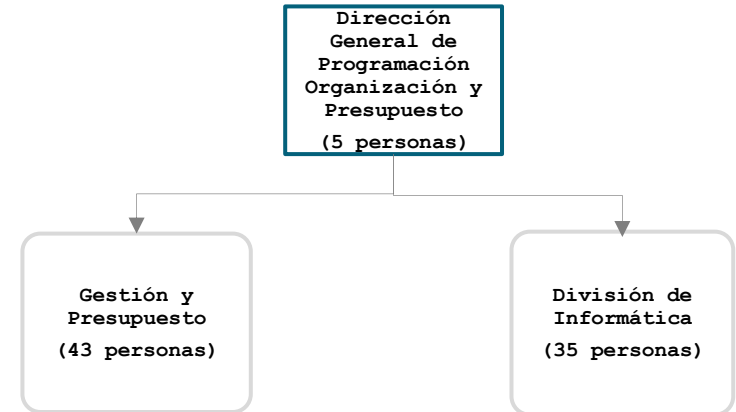 Dirección
General de
Programación
Organización y
Presupuesto
(5 personas)
Gestión y
Presupuesto
(43 personas)
División de
Informática
(35 personas)